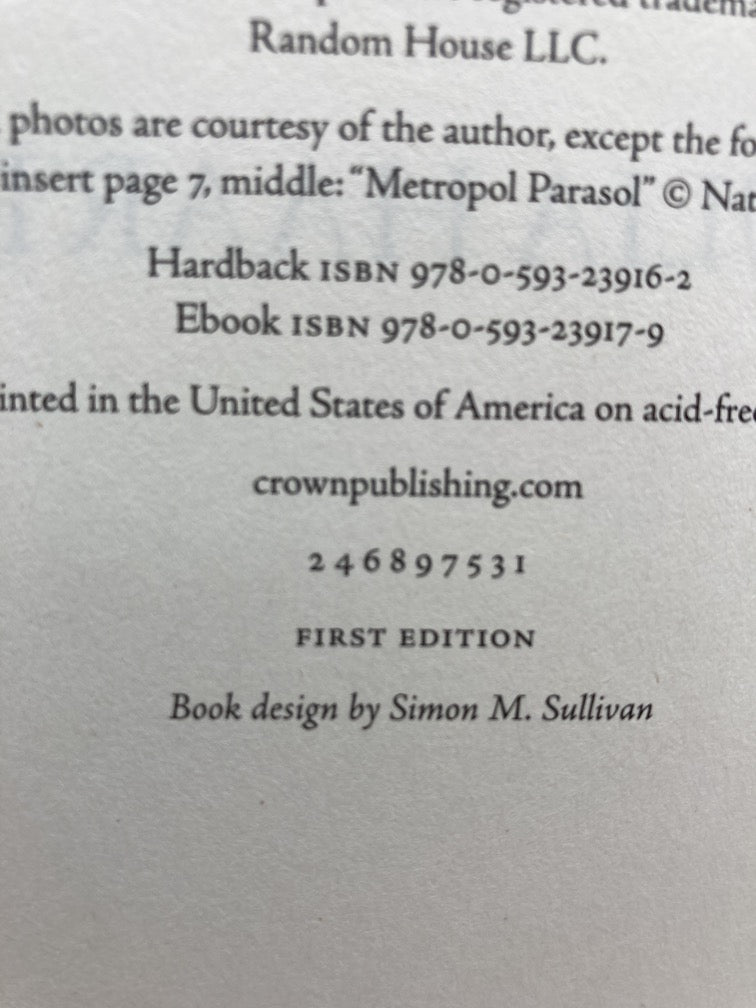 registered
Random House LLC.
photos are courtesy of the author, except the
insert page 7, middle: "Metropol Parasol" ©
Hardback ISBN 978-0-593-23916-2
Ebook ISBN 978-0-593-23917-9
inted in the United States of America on acid-free
crownpublishing.com
2 4 6 8 9 7 5 3 1
FIRST EDITION
Book design by Simon M. Sullivan